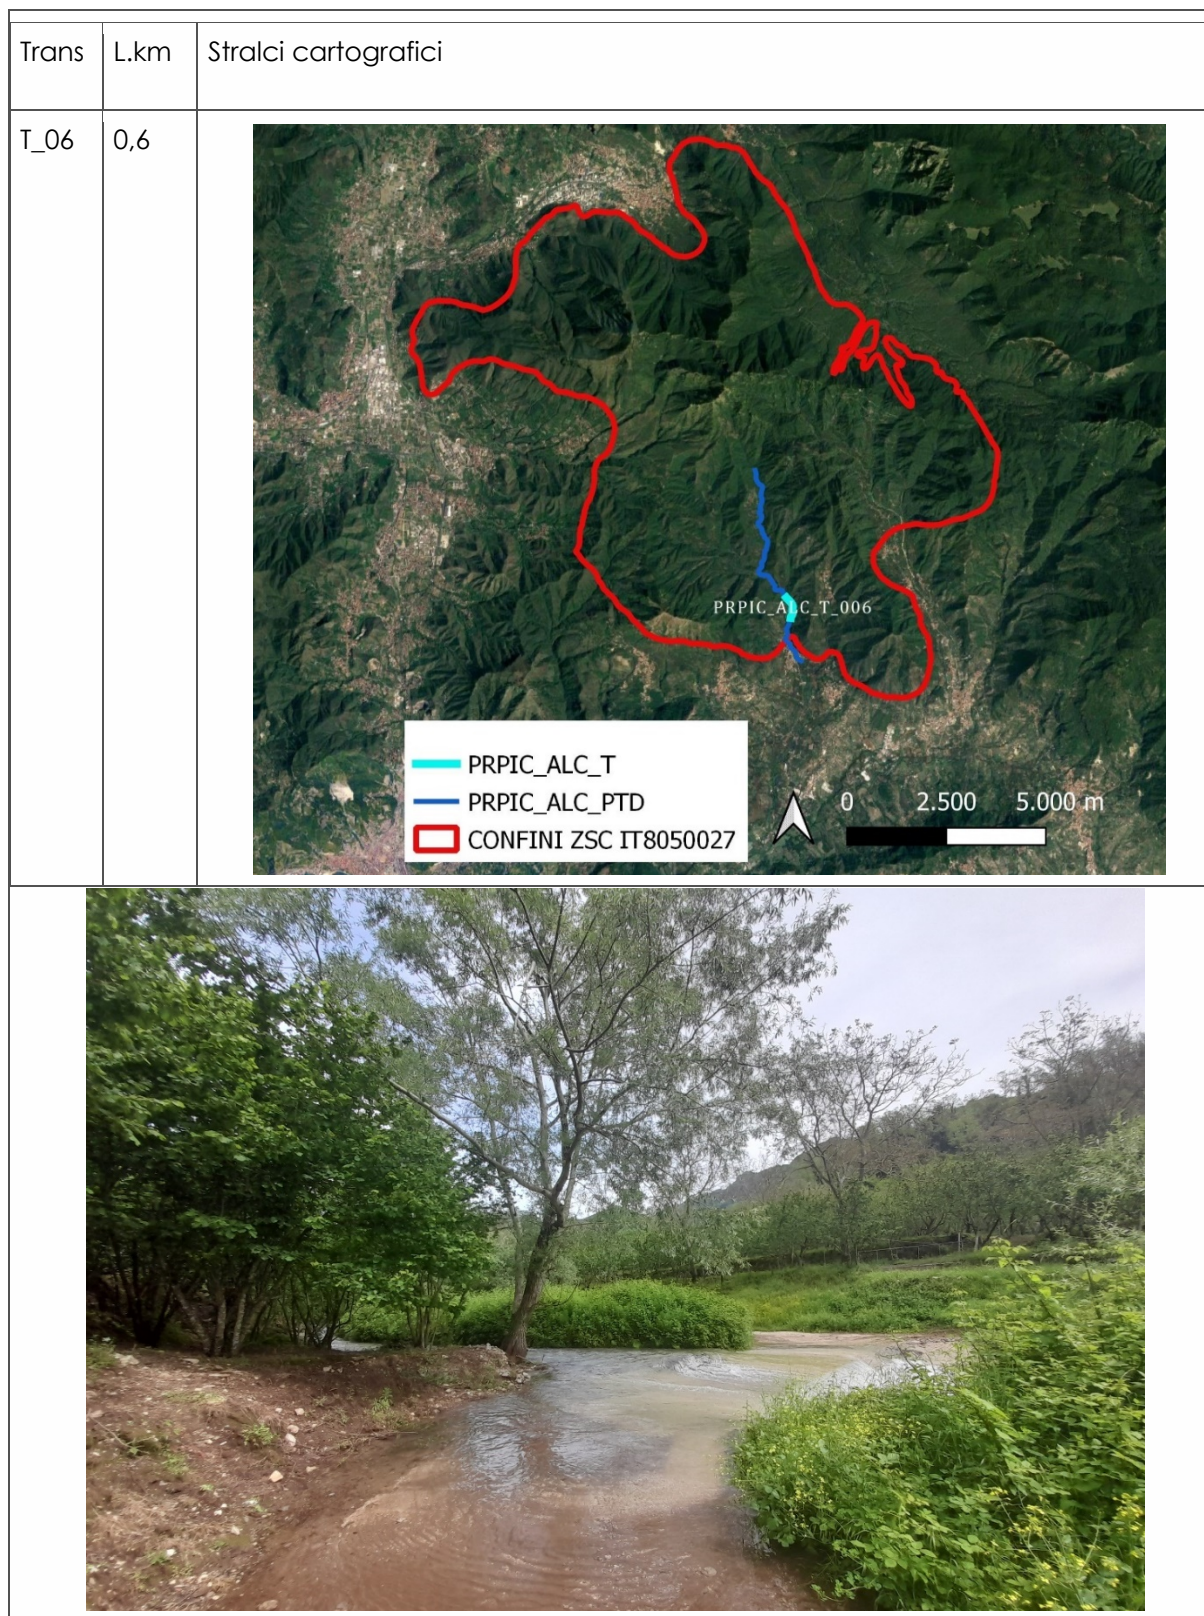 Trans L.km Stralci cartografici
T_06 0,6
PRPIC_ALC_T_006
PRPIC_ALC_T
PRPIC_ALC_PTD
CONFINI ZSC IT8050027
0 2.500 5.000 m